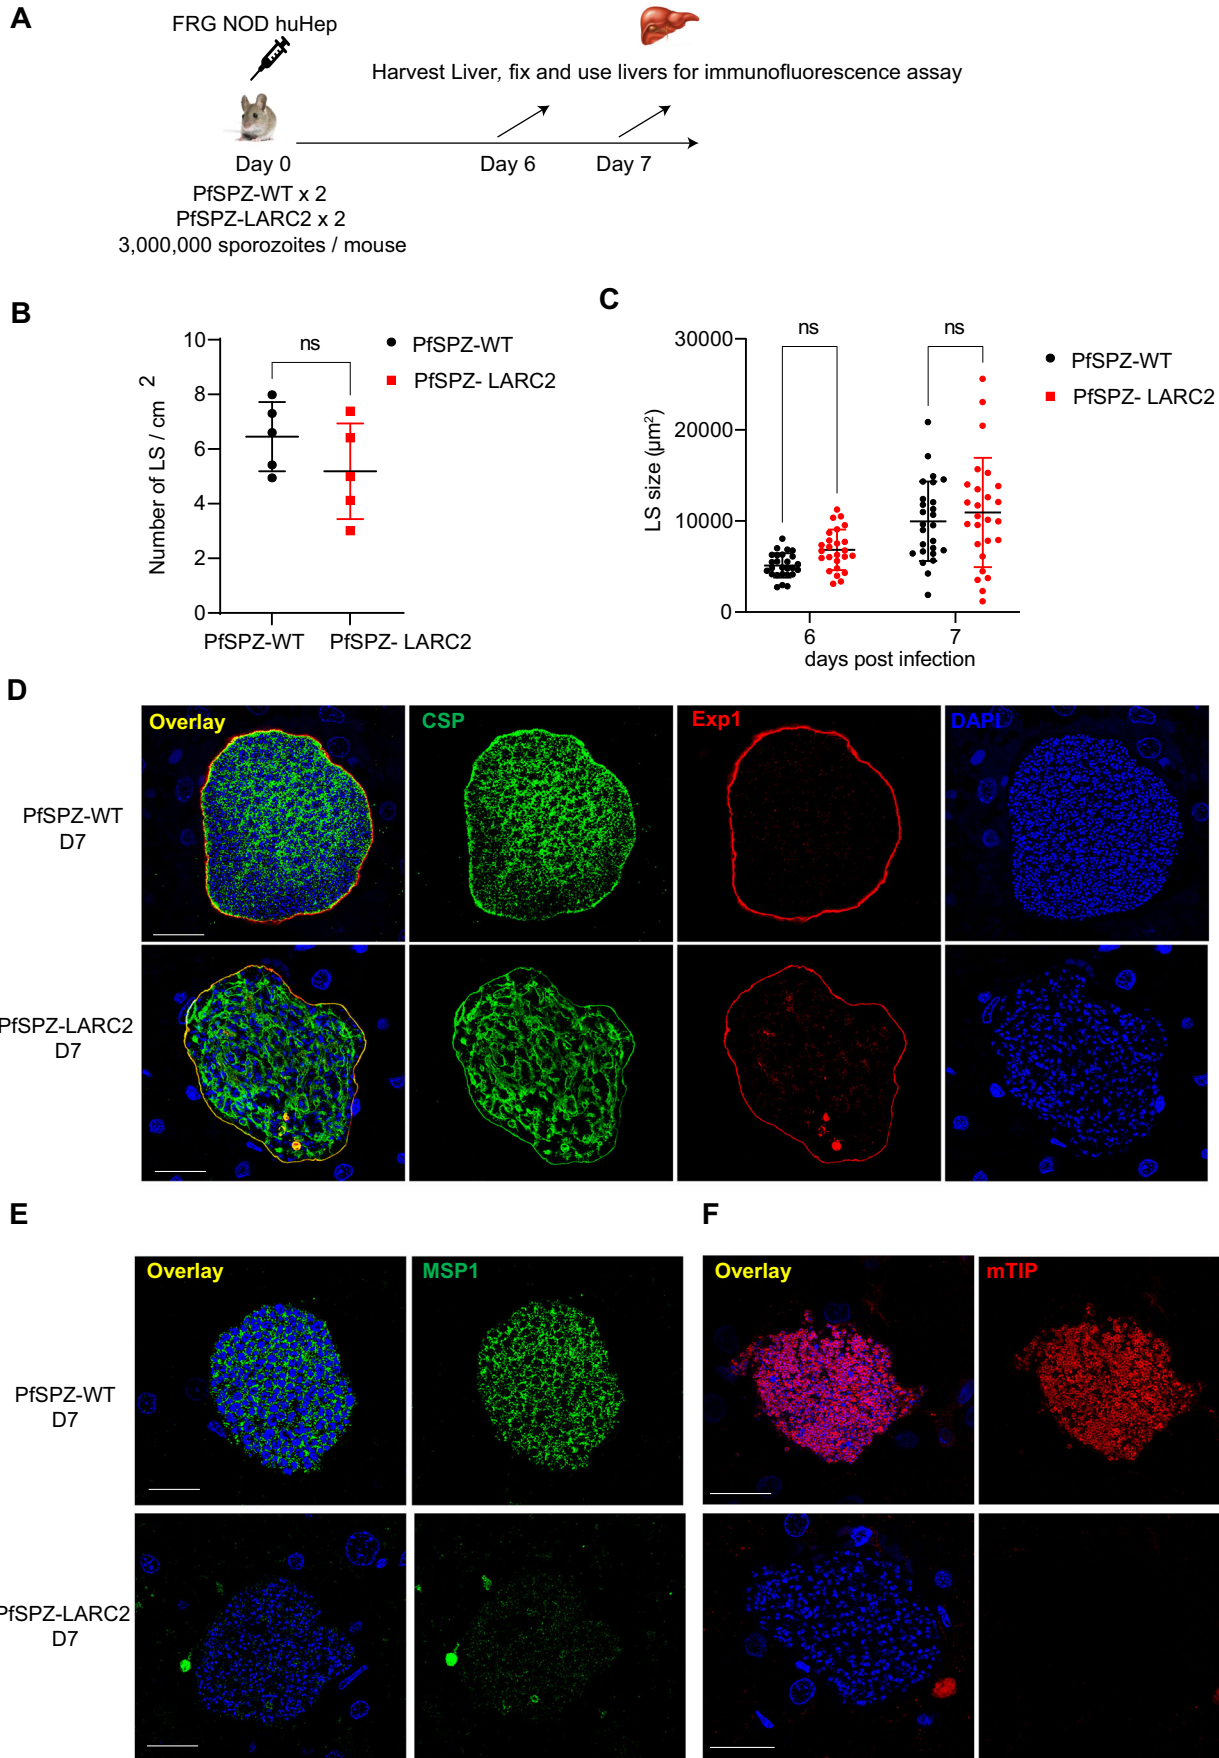 A
FRG NOD huHep
Harvest Liver, fix and use livers for immunofluorescence assay
Day 0
Day 6
Day 7
PfSPZ-WT x 2
PfSPZ-LARC2 x 2
3,000,000 sporozoites / mouse
B
Number of LS / cm 2
10
8
6
4
2
0
ns
PfSPZ-WT
PfSPZ- LARC2
PfSPZ-WT
PfSPZ- LARC2
C
LS size (µm²)
30000
20000
10000
0
ns
ns
PfSPZ-WT
PfSPZ- LARC2
6
7
days post infection
D
Overlay
CSP
Exp1
DAPI
PfSPZ-WT
D7
PfSPZ-LARC2
D7
E
Overlay
MSP1
PfSPZ-WT
D7
PfSPZ-LARC2
D7
F
Overlay
mTIP